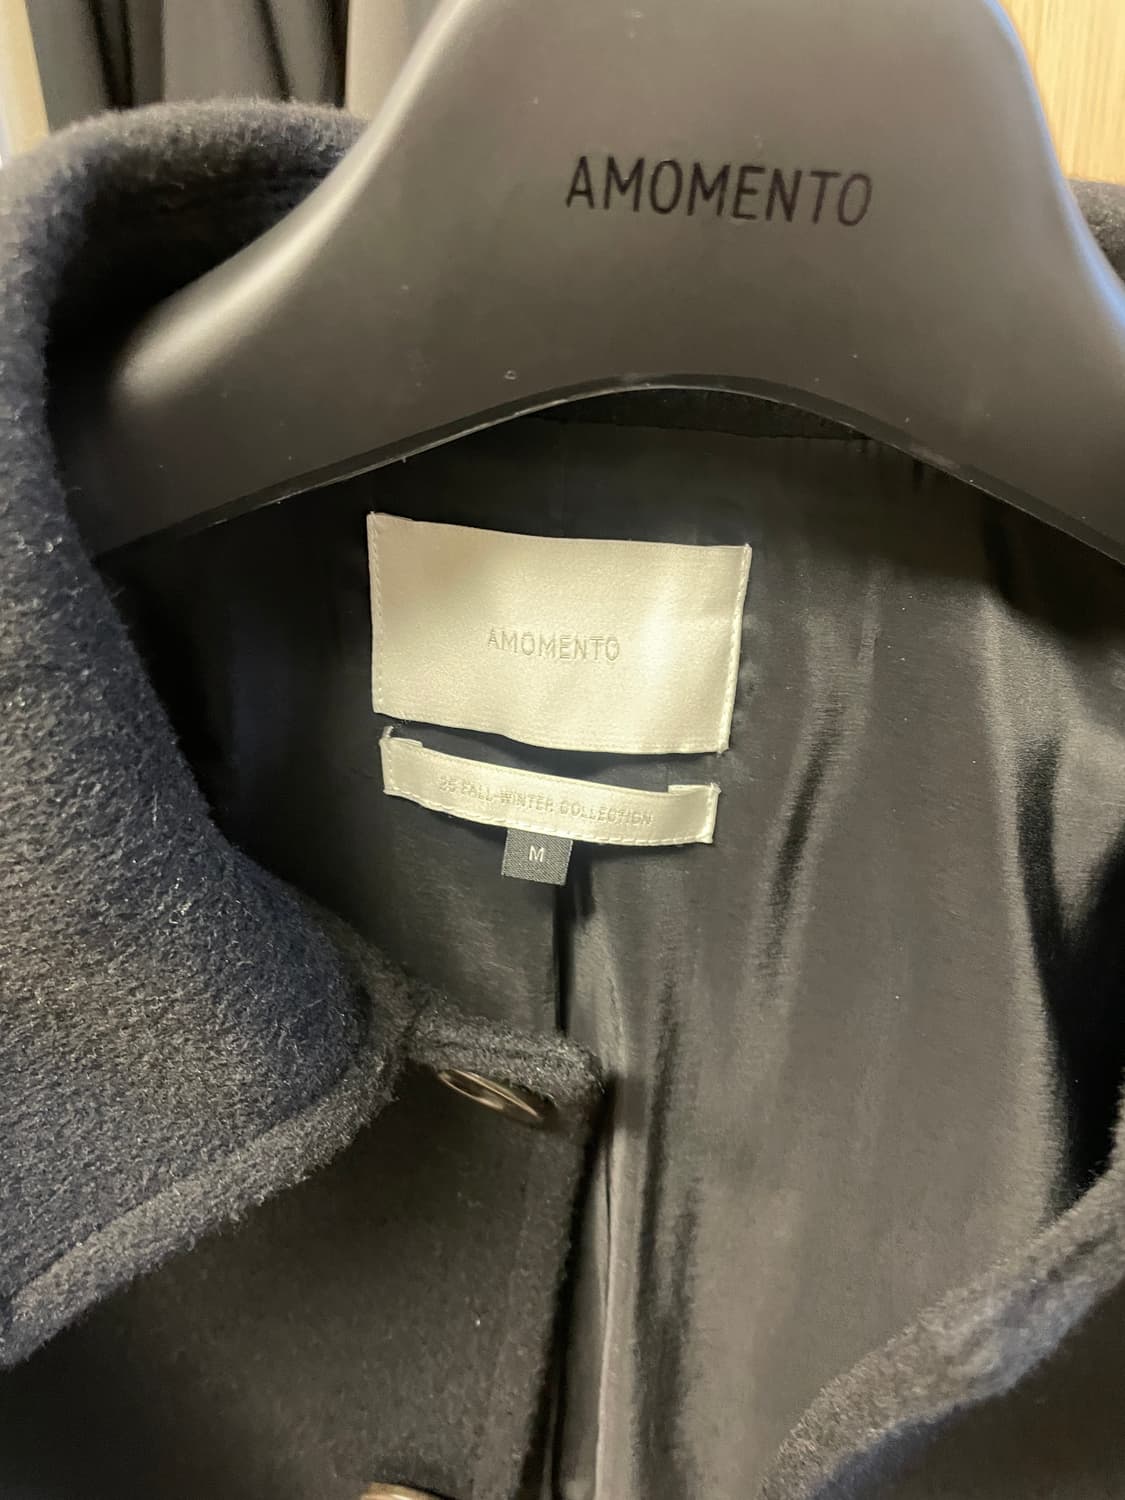 AMOMENTO
AMOMENTO
25 FALL-WINTER COLLECTION
M